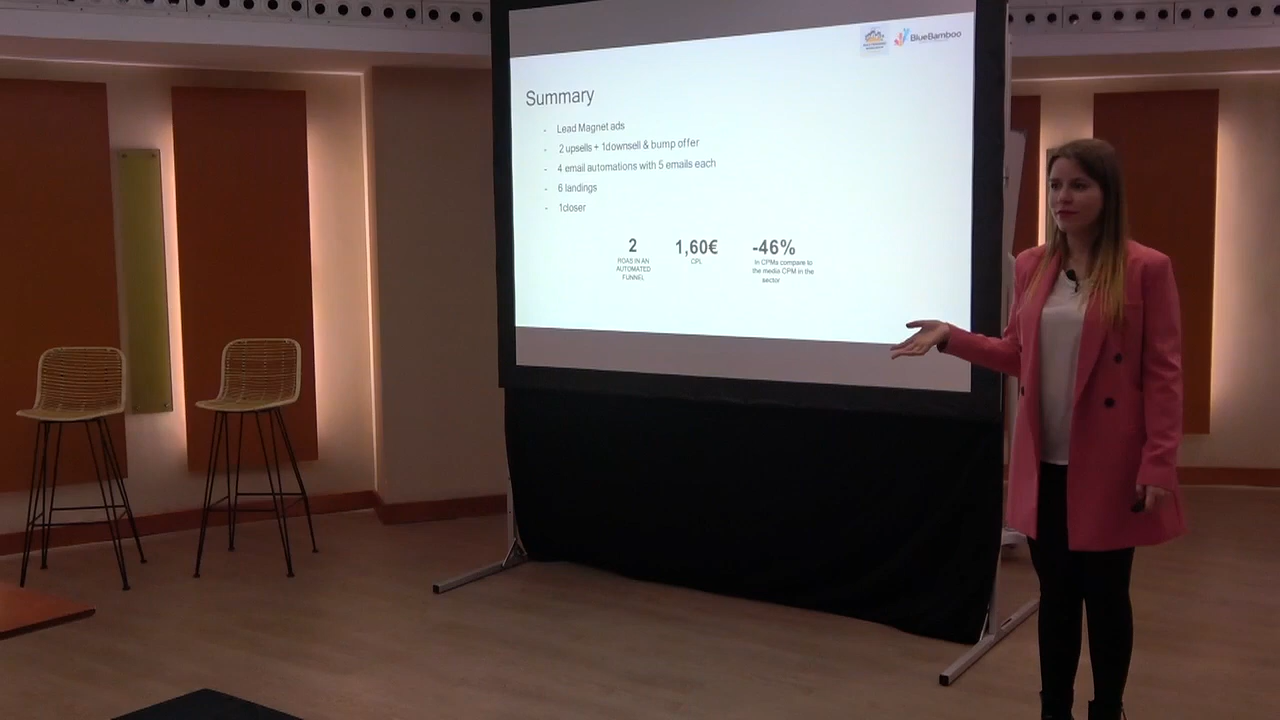 BlueBamboo
Summary
- Lead Magnet ads
- 2 upsells + 1downsell & bump offer
- 4 email automations with 5 emails each
- 6 landings
- 1closer
2
ROAS IN AN
AUTOMATED
FUNNEL
1,60€
CPL
-46%
In CPMs compare to
the media CPM in the
sector